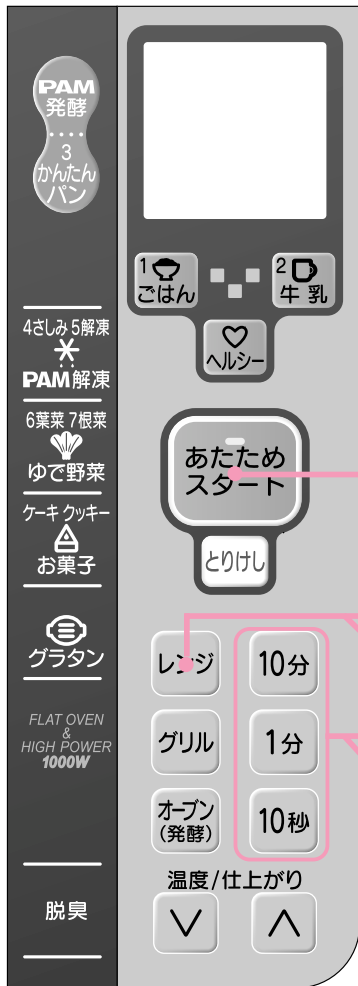 PAM
発酵
3
かんたん
パン
4さしみ 5解凍
PAM解凍
6葉菜 7根菜
ゆで野菜
ケーキ クッキー
お菓子
グラタン
FLAT OVEN
&
HIGH POWER
1000W
脱臭
1
ごはん
2
牛乳
ヘルシー
あたため
スタート
とりけし
レンジ
10分
グリル
1分
オーブン
(発酵)
10秒
温度/仕上がり